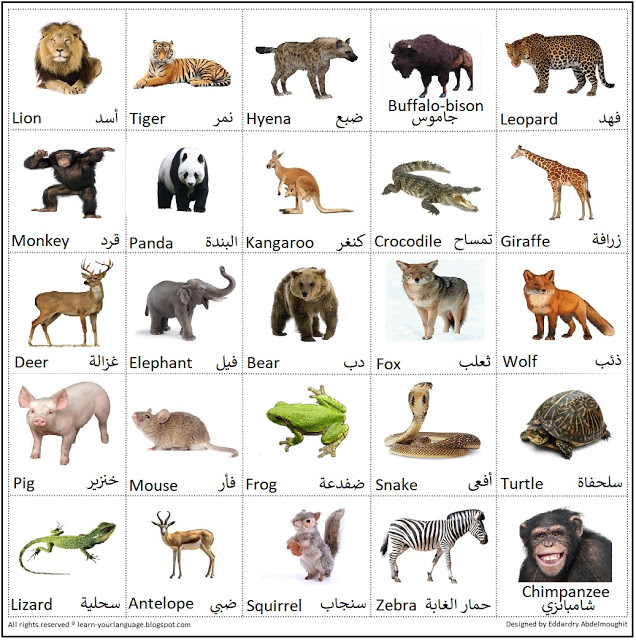 Lion أسد
Tiger نمر
Hyena ضبع
Buffalo-bison
جاموس
Leopard فهد
Monkey قرد
Panda البندة
Kangaroo كنغر
Crocodile تمساح
Giraffe زرافة
Deer غزالة
Elephant فيل
Bear دب
Fox ثعلب
Wolf ذئب
Pig خنزير
Mouse فأر
Frog ضفدعة
Snake أفعى
Turtle سلحفاة
Lizard سحلية
Antelope ضبي
Squirrel سنجاب
Zebra حمار الغابة
Chimpanzee
شامبانزي
All rights reserved ® learn-yourlanguage.blogspot.com
Designed by Eddardry Abdelmoughit